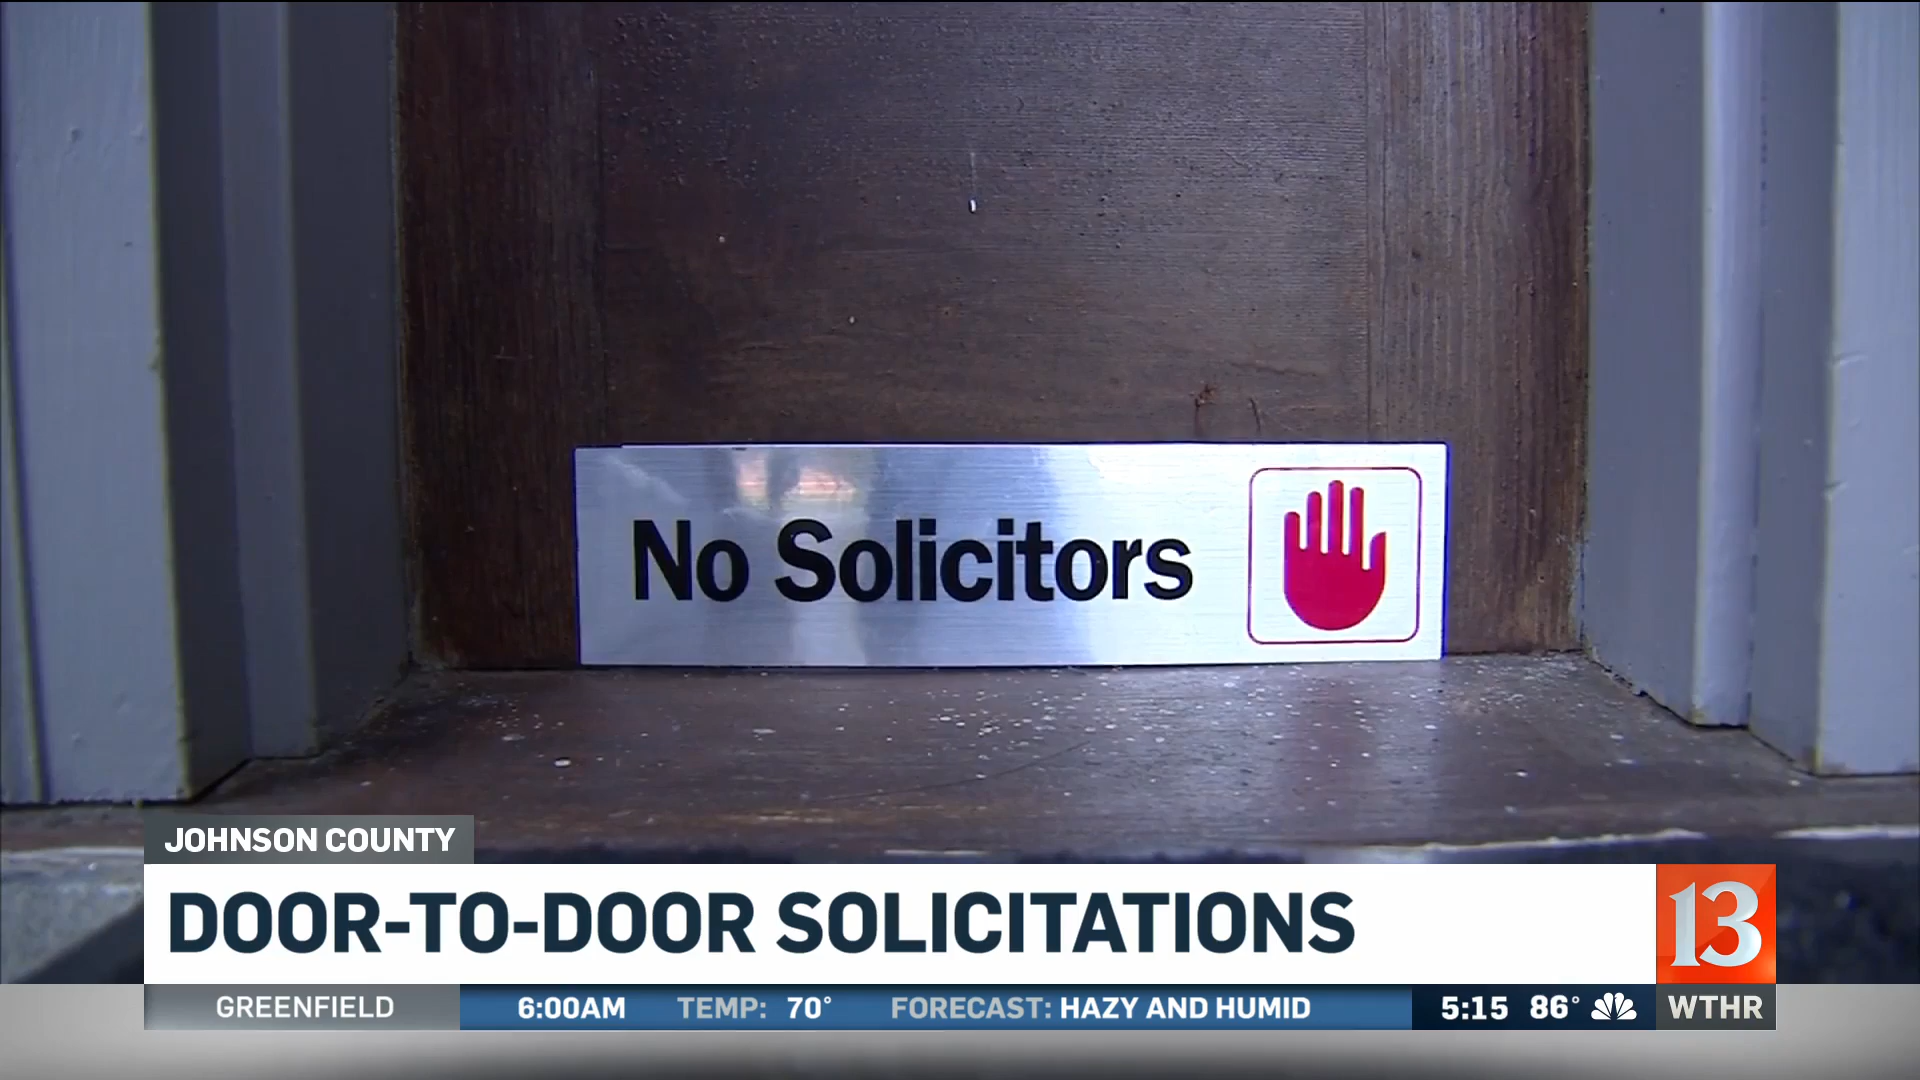 No Solicitors
JOHNSON COUNTY
DOOR-TO-DOOR SOLICITATIONS
13
GREENFIELD 6:00AM TEMP: 70° FORECAST: HAZY AND HUMID 5:15 86° WTHR